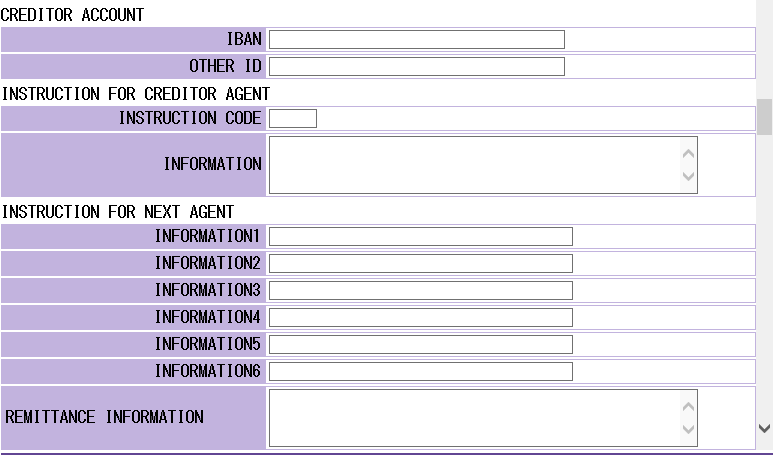 CREDITOR ACCOUNT
IBAN
OTHER ID
INSTRUCTION FOR CREDITOR AGENT
INSTRUCTION CODE
INFORMATION
INSTRUCTION FOR NEXT AGENT
INFORMATION1
INFORMATION2
INFORMATION3
INFORMATION4
INFORMATION5
INFORMATION6
REMITTANCE INFORMATION